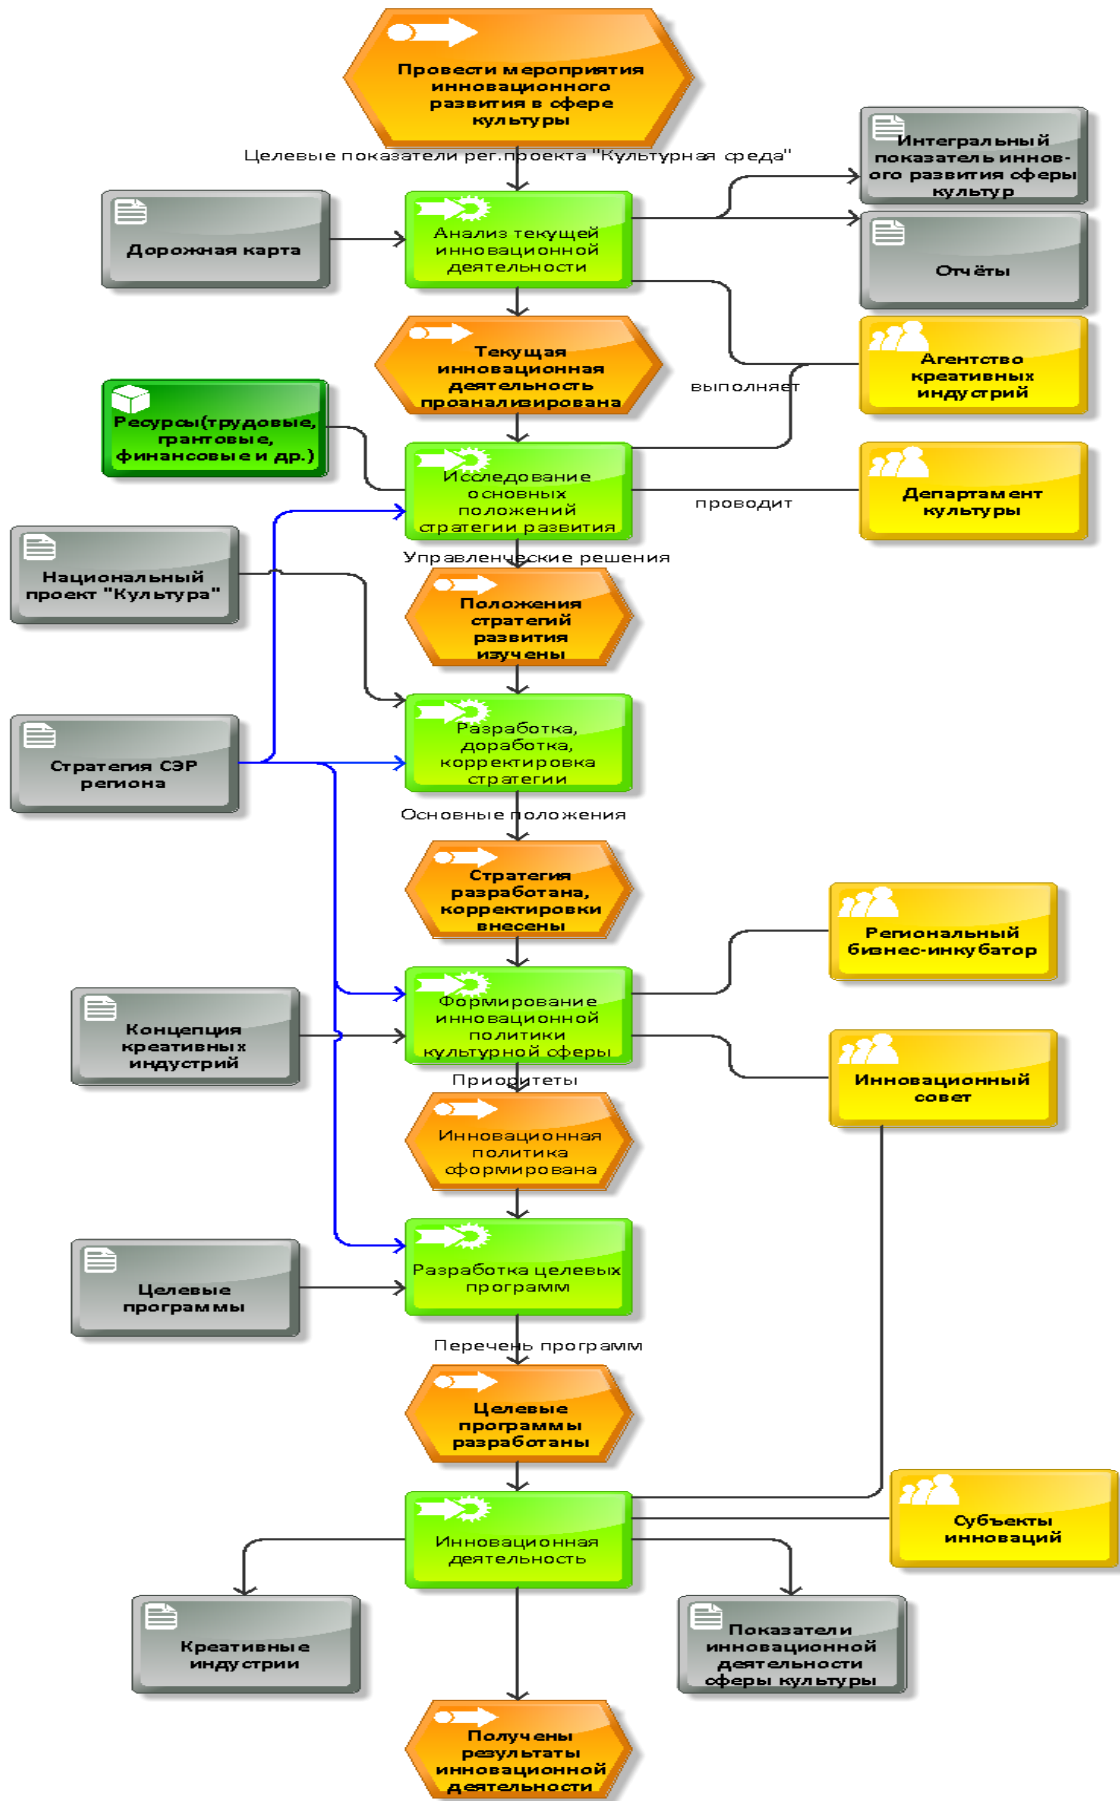 Провести мероприятия
инновационного
развития в сфере
культуры
Целевые показатели рег.проекта "Культурная среда"
Интегральный
показатель иннов-
ого развития сферы
культур
Дорожная карта
Анализ текущей
инновационной
деятельности
Отчёты
Текущая
инновационная
деятельность
проанализирована
выполняет
Агентство
креативных
индустрий
Ресурсы(трудовые,
грантовые,
финансовые и др.)
Исследование
основных
положений
стратегии развития
проводит
Департамент
культуры
Управленческие решения
Национальный
проект "Культура"
Положения
стратегий
развития
изучены
Стратегия СЭР
региона
Разработка,
доработка,
корректировка
стратегии
Основные положения
Стратегия
разработана,
корректировки
внесены
Региональный
бизнес-инкубатор
Концепция
креативных
индустрий
Формирование
инновационной
политики
культурной сферы
Инновационный
совет
Приоритеты
Инновационная
политика
сформирована
Целевые
программы
Разработка целевых
программ
Перечень программ
Целевые
программы
разработаны
Инновационная
деятельность
Субъекты
инноваций
Креативные
индустрии
Показатели
инновационной
деятельности
сферы культуры
Получены
результаты
инновационной
деятельности